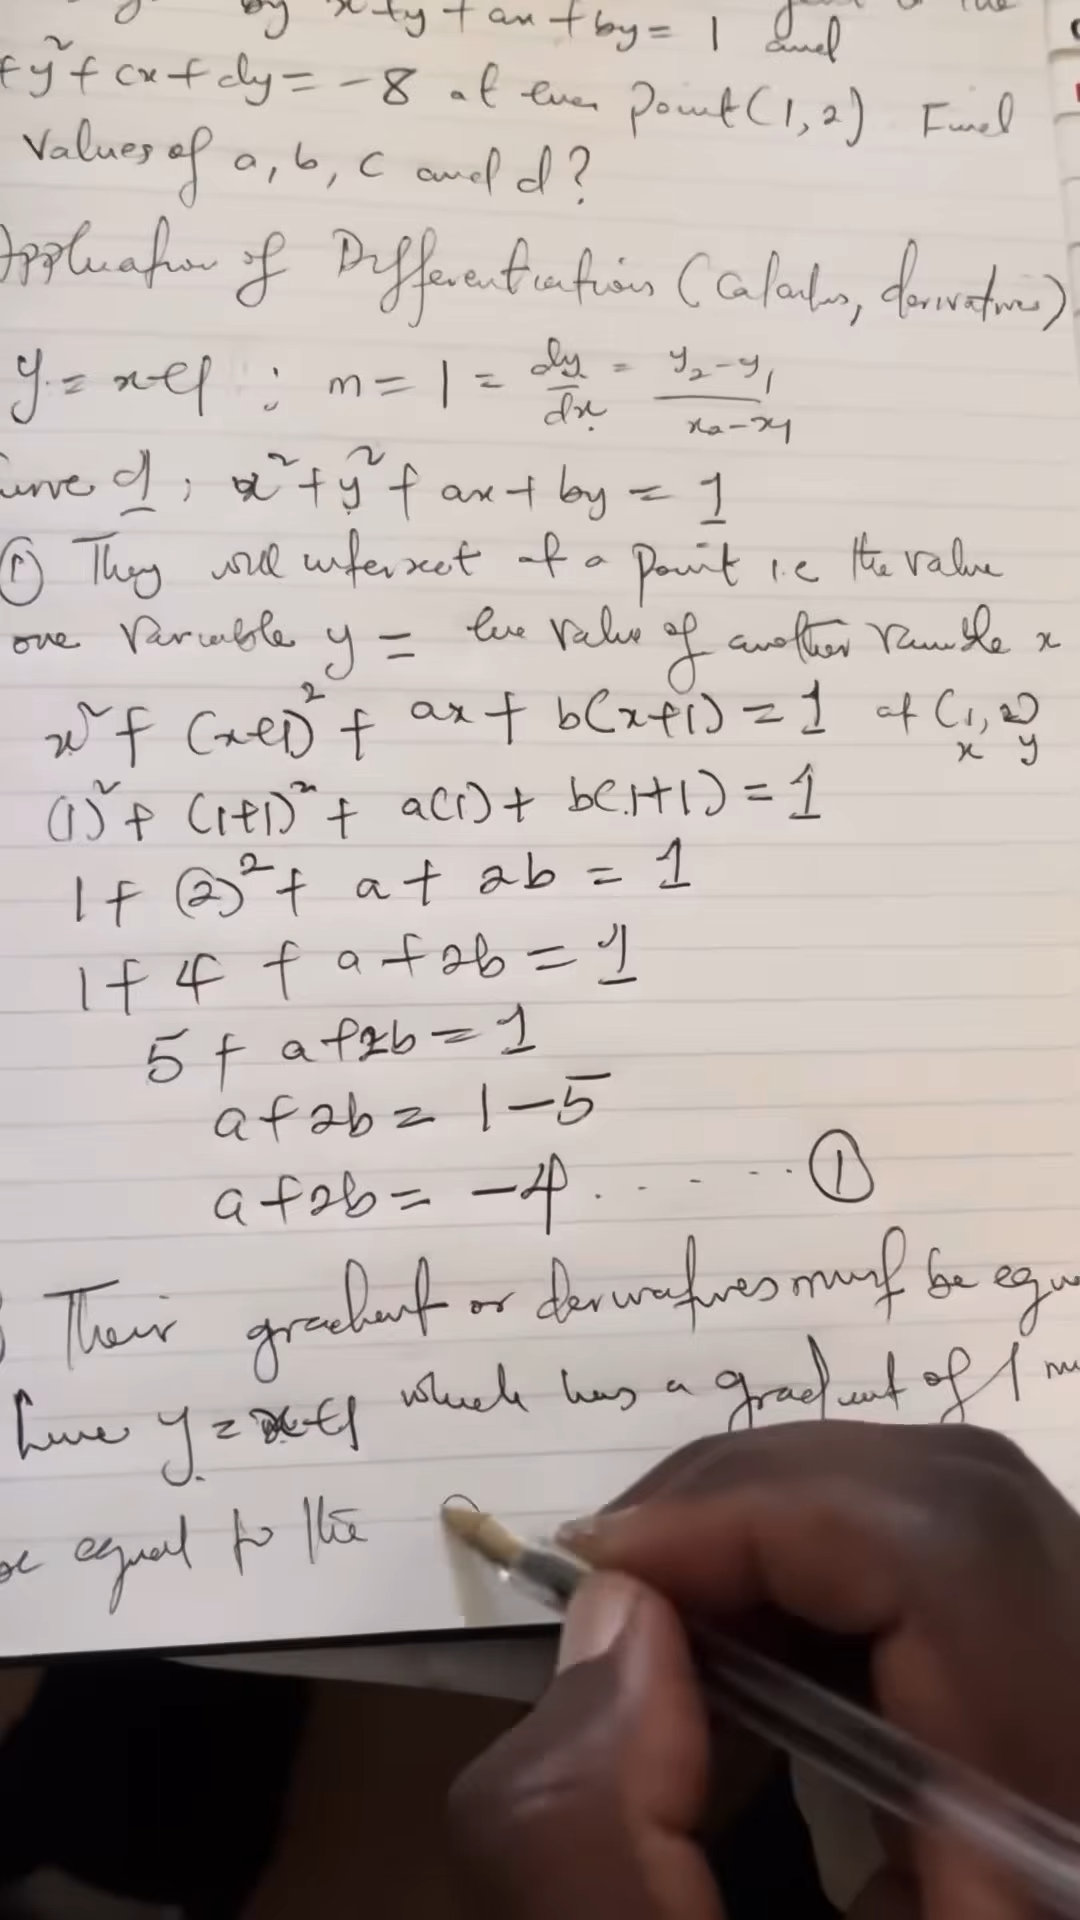 by x²+y²+ax+by=1 and
+y²+cx+dy=-8 at the point(1,2) Find
values of a, b, c and d?
Application of Differentiation (Calculus, derivatives)
y=x+1 ; m=1=dy/dx=y₂-y₁/x₂-x₁
Curve 1; x²+y²+ax+by=1
① They will intersect at a point i.e the value
one variable y= the value of another variable x
x²+(x+1)²+ax+b(x+1)=1 at (1,2)
x y
(1)²+(1+1)²+a(1)+b(1+1)=1
1+(2)²+a+2b=1
1+4+a+2b=1
5+a+2b=1
a+2b=1-5
a+2b=-4.......①
Their gradient or derivatives must be equ
line y=x+1 which has a gradient of 1 mu
be equal to the